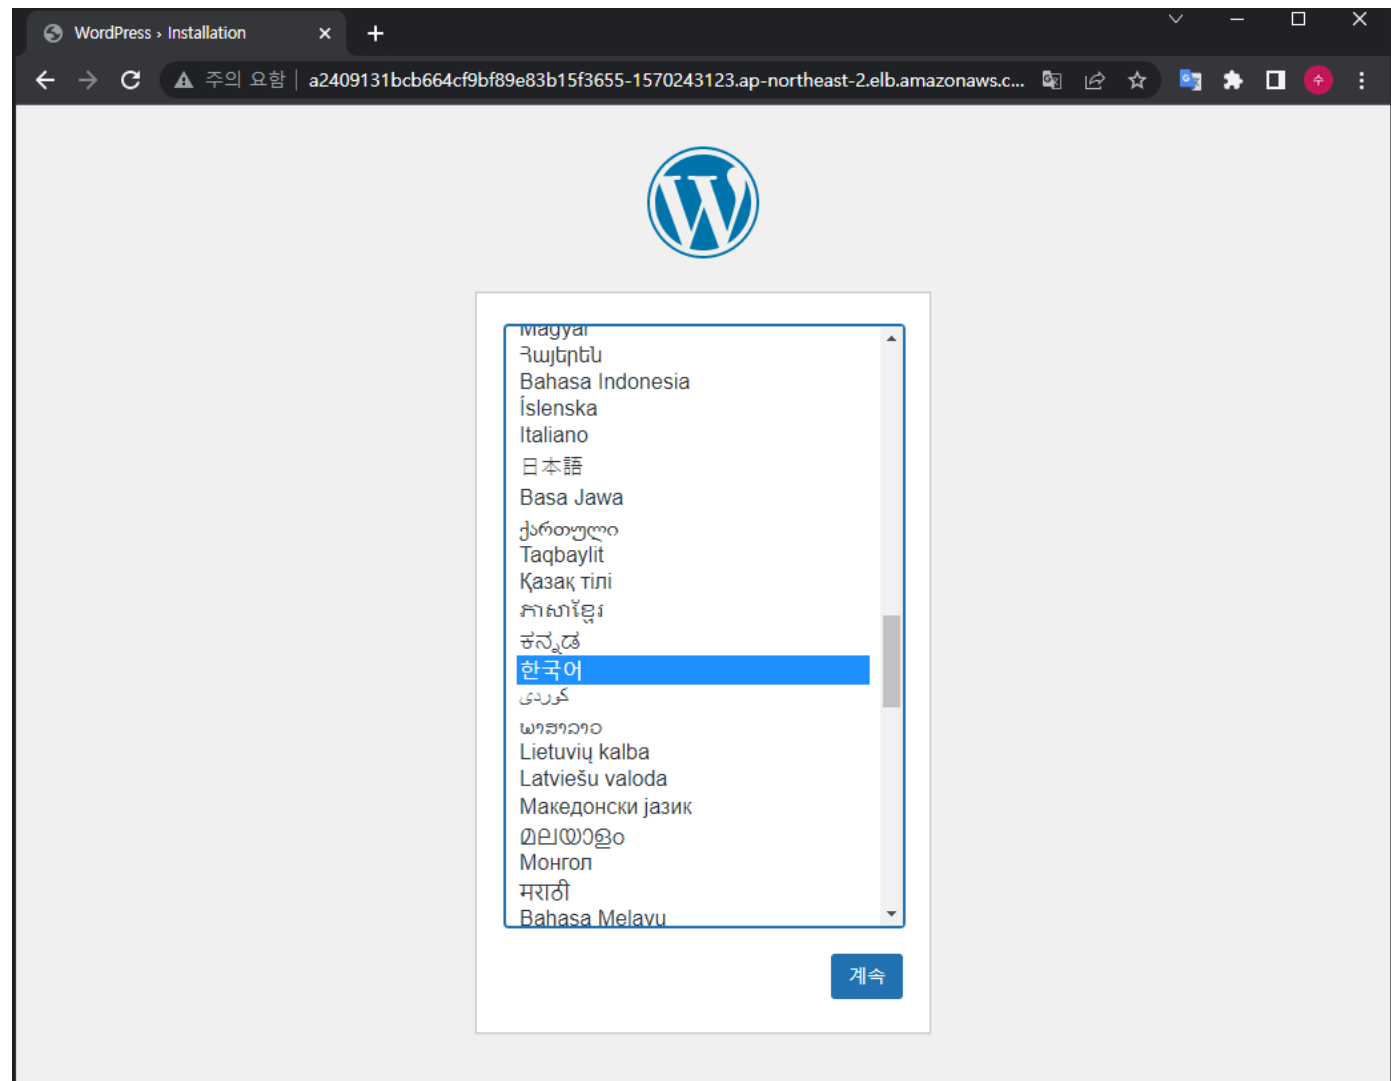 WordPress › Installation
주의 요함 | a2409131bcb664cf9bf89e83b15f3655-1570243123.ap-northeast-2.elb.amazonaws.c...
Magyar
Հայերեն
Bahasa Indonesia
Íslenska
Italiano
日本語
Basa Jawa
ქართული
Taqbaylit
Қазақ тілі
ភាសាខ្មែរ
ಕನ್ನಡ
한국어
كوردی
ພາສາລາວ
Lietuvių kalba
Latviešu valoda
Македонски јазик
മലയാളം
Монгол
मराठी
Bahasa Melayu
계속